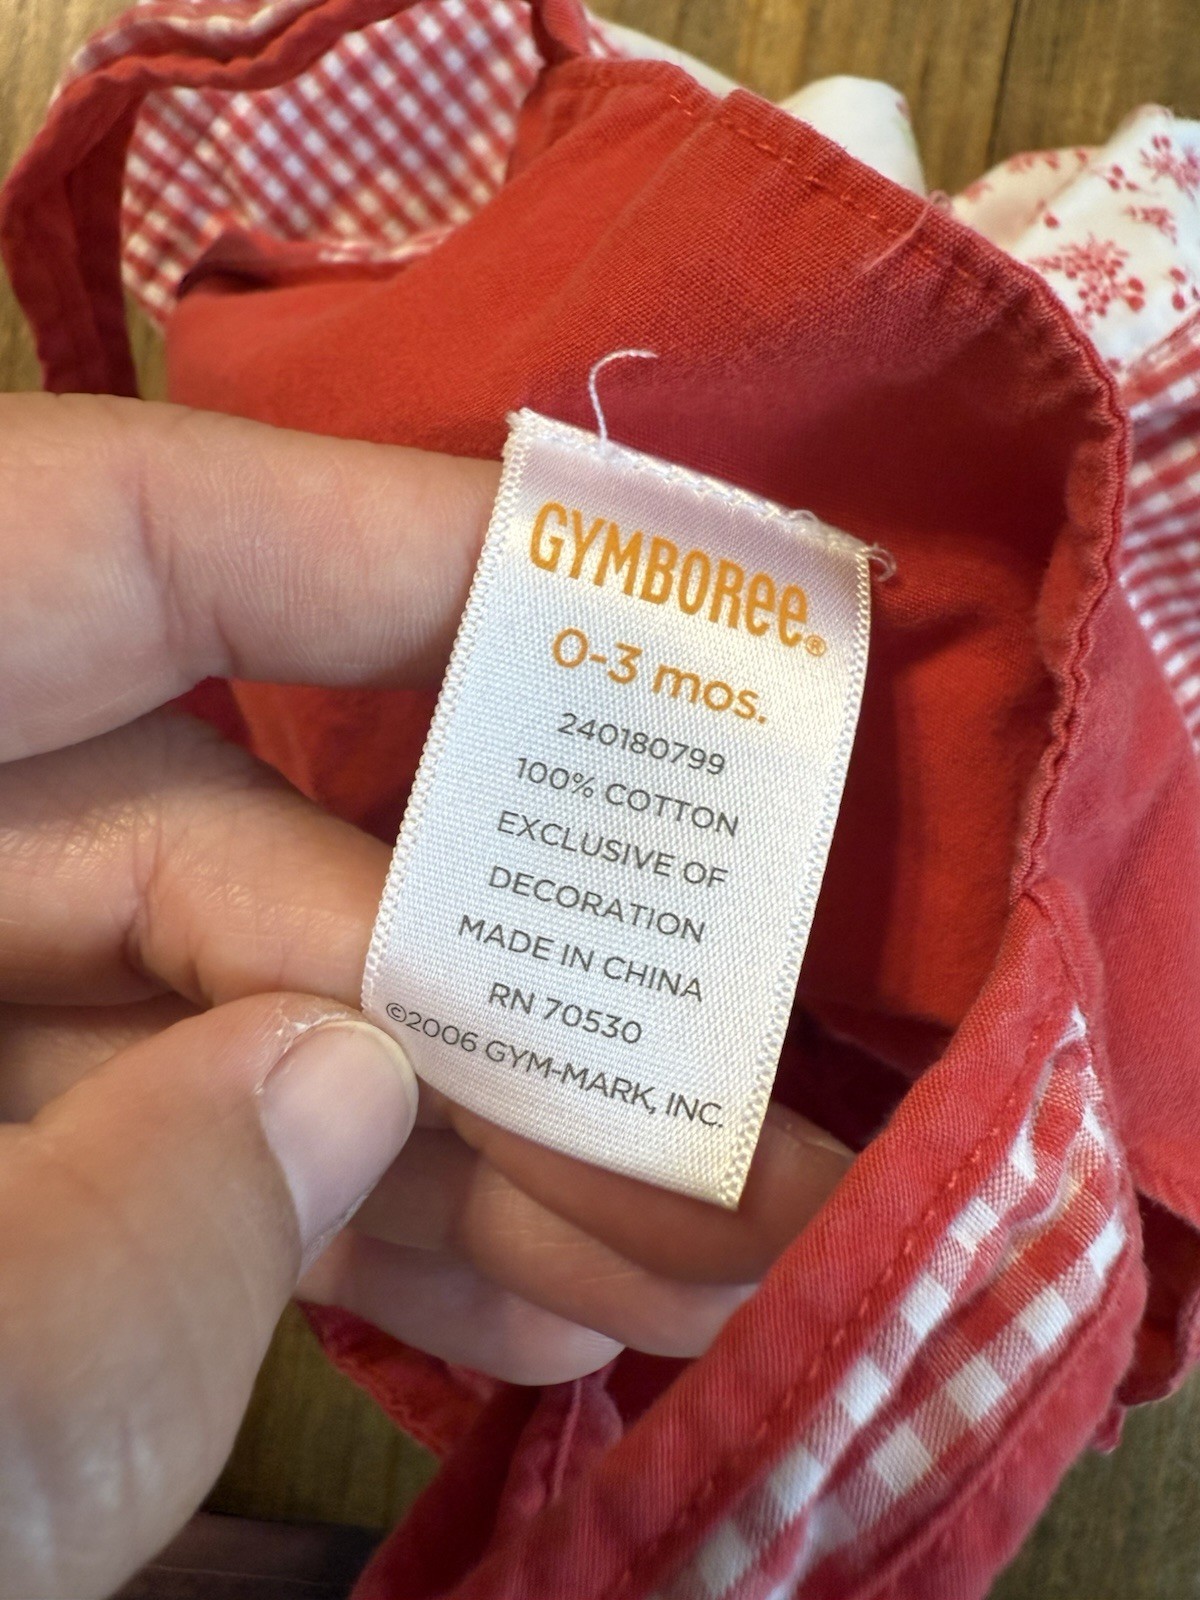 GYMBOREE®
0-3 mos.
240180799
100% COTTON
EXCLUSIVE OF
DECORATION
MADE IN CHINA
RN 70530
©2006 GYM-MARK, INC.